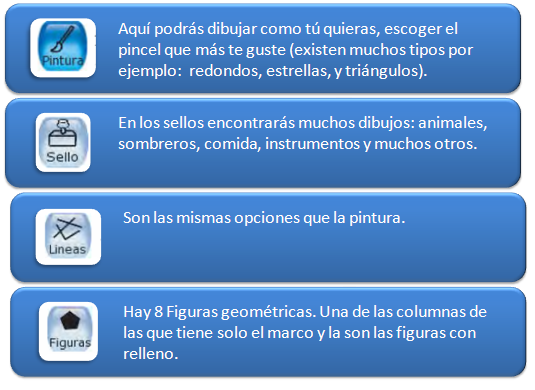 Pintura
Aquí podrás dibujar como tú quieras, escoger el
pincel que más te guste (existen muchos tipos por
ejemplo: redondos, estrellas, y triángulos).
Sello
En los sellos encontrarás muchos dibujos: animales,
sombreros, comida, instrumentos y muchos otros.
Lineas
Son las mismas opciones que la pintura.
Figuras
Hay 8 Figuras geométricas. Una de las columnas de
las que tiene solo el marco y la son las figuras con
relleno.